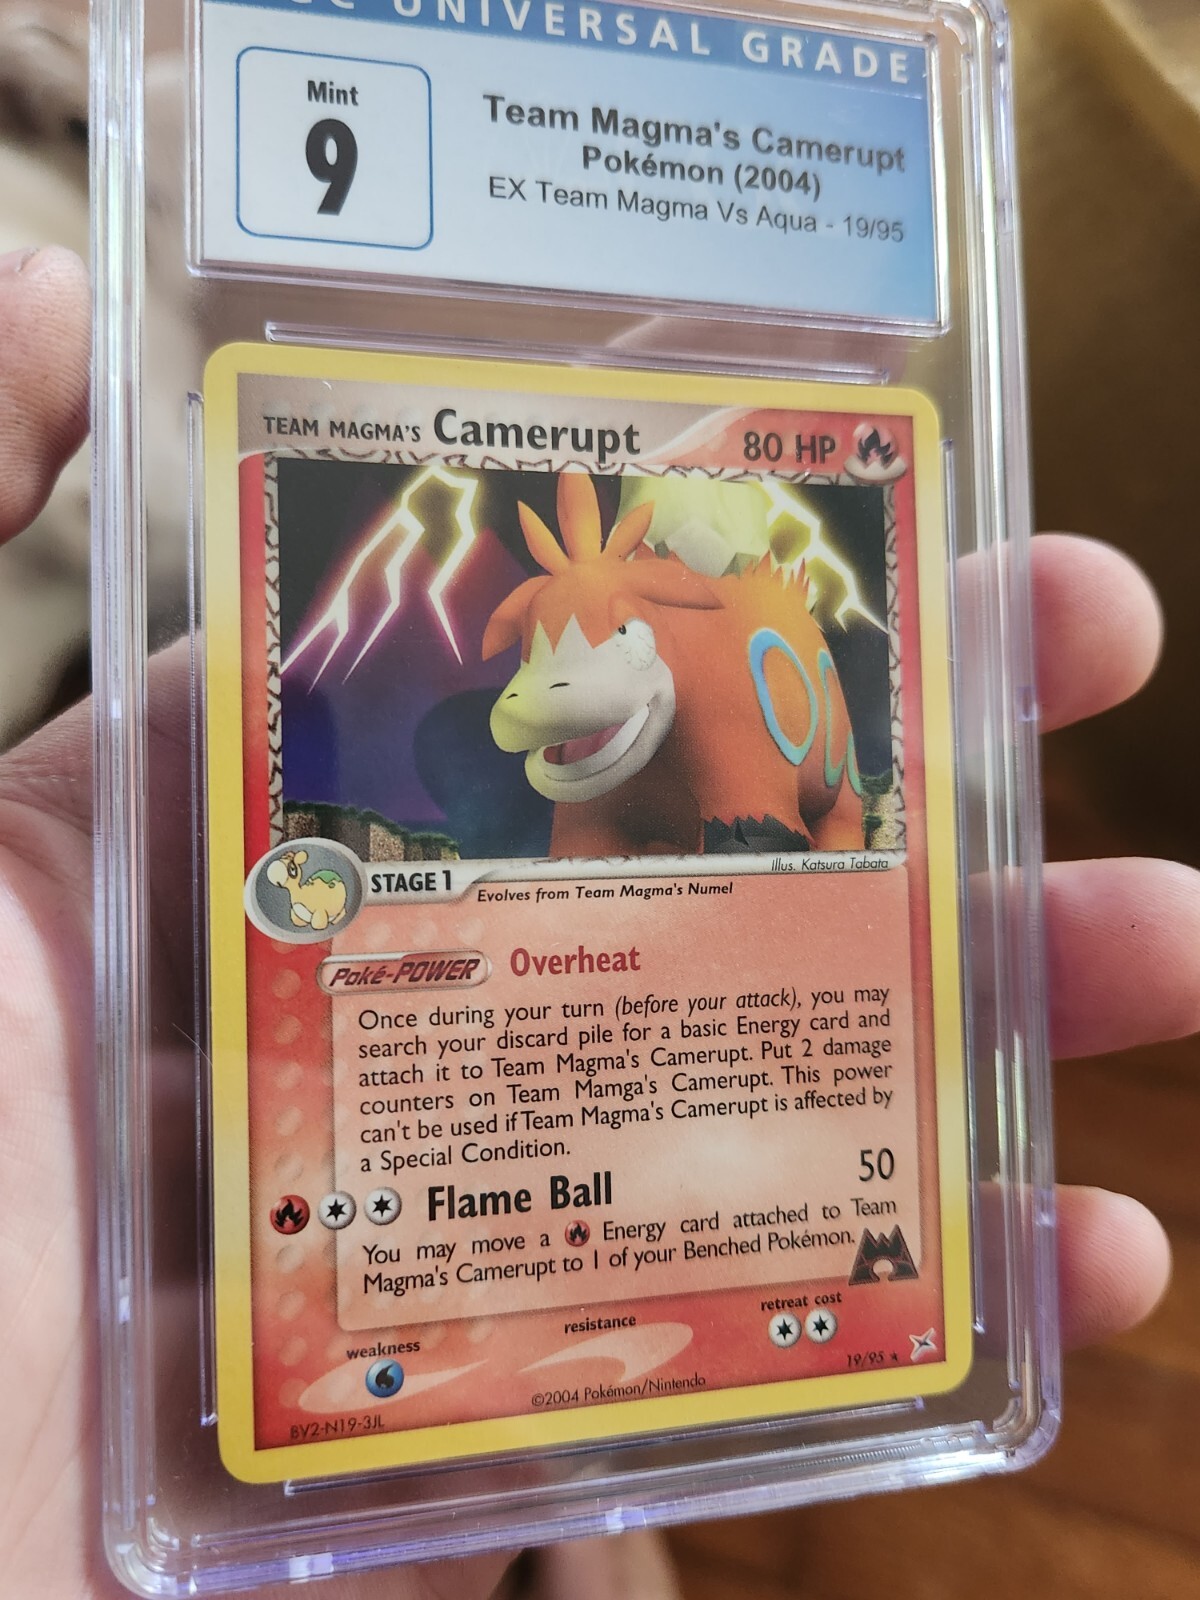 UNIVERSAL GRADE
Mint
9
Team Magma's Camerupt
Pokémon (2004)
EX Team Magma Vs Aqua - 19/95
TEAM MAGMA'S Camerupt
80 HP
Illus. Katsura Tabata
STAGE 1
Evolves from Team Magma's Numel
Poké-POWER Overheat
Once during your turn (before your attack), you may
search your discard pile for a basic Energy card and
attach it to Team Magma's Camerupt. Put 2 damage
counters on Team Mamga's Camerupt. This power
can't be used if Team Magma's Camerupt is affected by
a Special Condition.
Flame Ball 50
You may move a Energy card attached to Team
Magma's Camerupt to 1 of your Benched Pokémon.
weakness
resistance
retreat cost
19/95 ★
©2004 Pokémon/Nintendo
BV2-N19-3JL